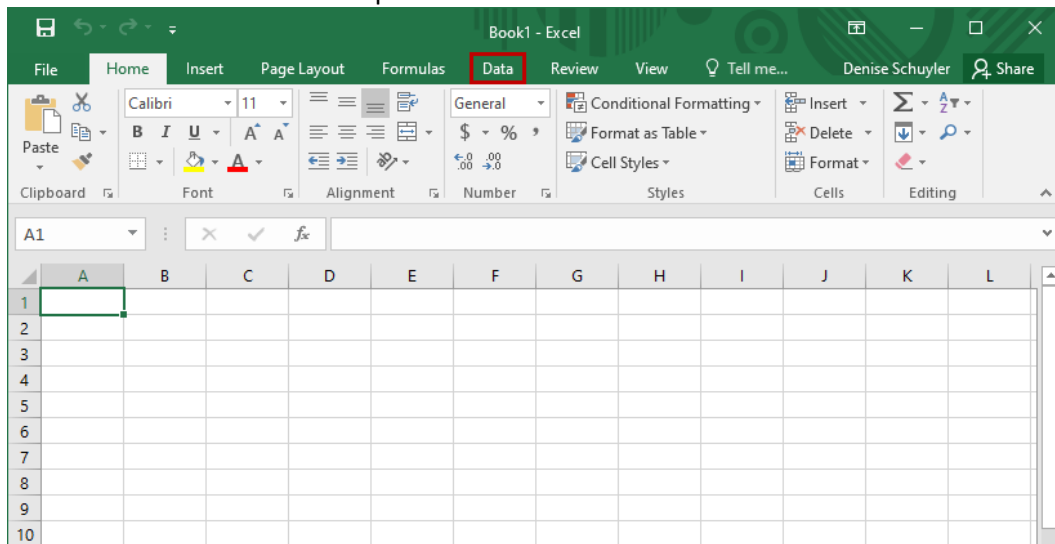 Book1 - Excel
File Home Insert Page Layout Formulas Data Review View Tell me... Denise Schuyler Share
Calibri 11 General Conditional Formatting Insert
Paste B I U A A $ % , Format as Table Delete
A .00 .0 Cell Styles Format
Clipboard Font Alignment Number Styles Cells Editing
A1 fx
A B C D E F G H I J K L
1
2
3
4
5
6
7
8
9
10